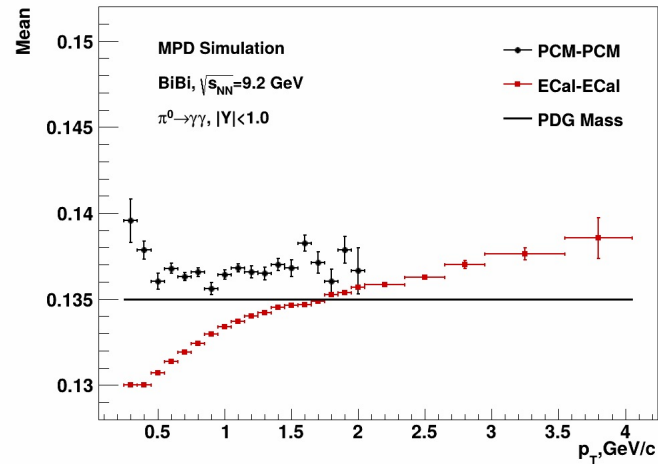 Mean
0.15
0.145
0.14
0.135
0.13
MPD Simulation
BiBi, √s_NN=9.2 GeV
π⁰→γγ, |Y|<1.0
PCM-PCM
ECal-ECal
PDG Mass
0.5 1 1.5 2 2.5 3 3.5 4
p_T,GeV/c